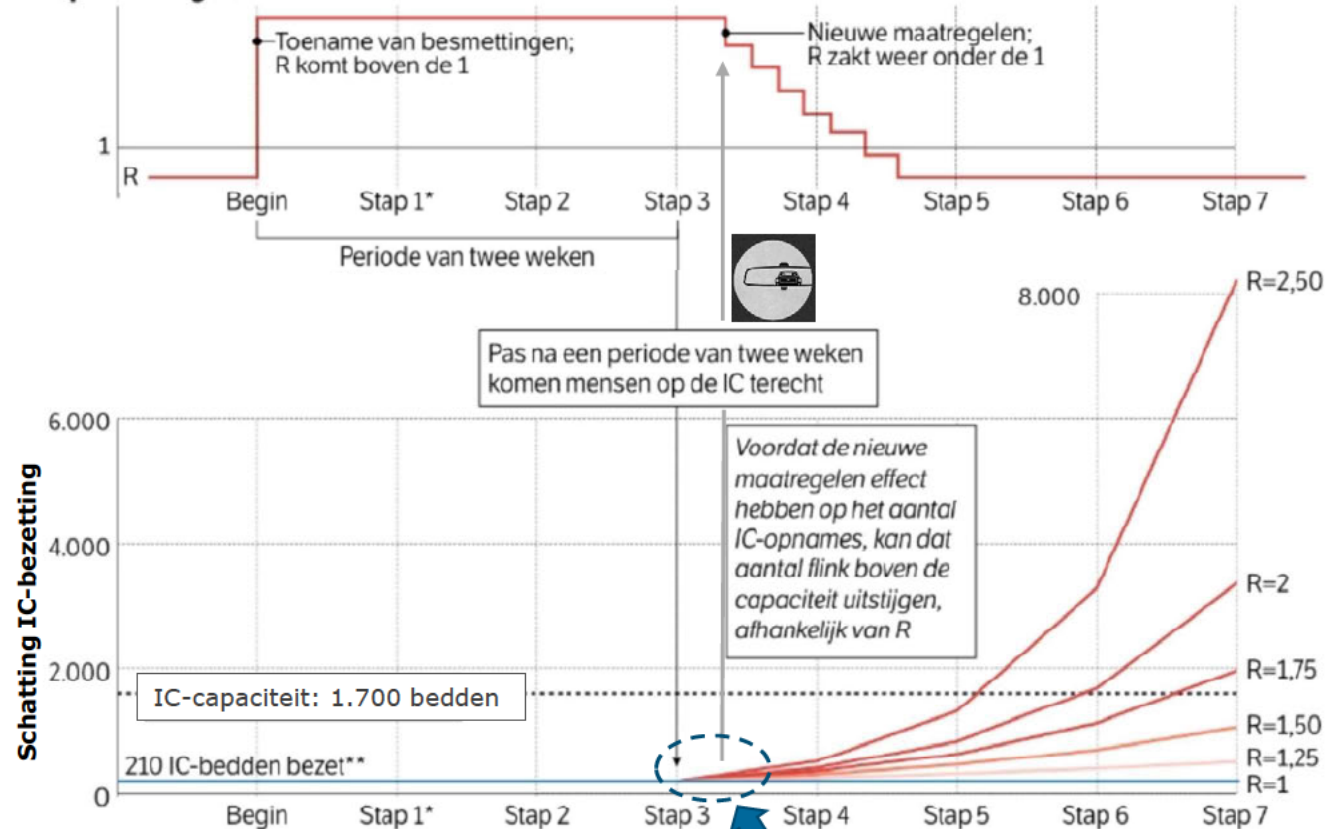 Toename van besmettingen;
R komt boven de 1
Nieuwe maatregelen;
R zakt weer onder de 1
1
R
Begin
Stap 1*
Stap 2
Stap 3
Stap 4
Stap 5
Stap 6
Stap 7
Periode van twee weken
Pas na een periode van twee weken
komen mensen op de IC terecht
Voordat de nieuwe
maatregelen effect
hebben op het aantal
IC-opnames, kan dat
aantal flink boven de
capaciteit uitstijgen,
afhankelijk van R
8.000
6.000
4.000
2.000
0
Schatting IC-bezetting
IC-capaciteit: 1.700 bedden
210 IC-bedden bezet**
R=2,50
R=2
R=1,75
R=1,50
R=1,25
R=1
Begin
Stap 1*
Stap 2
Stap 3
Stap 4
Stap 5
Stap 6
Stap 7